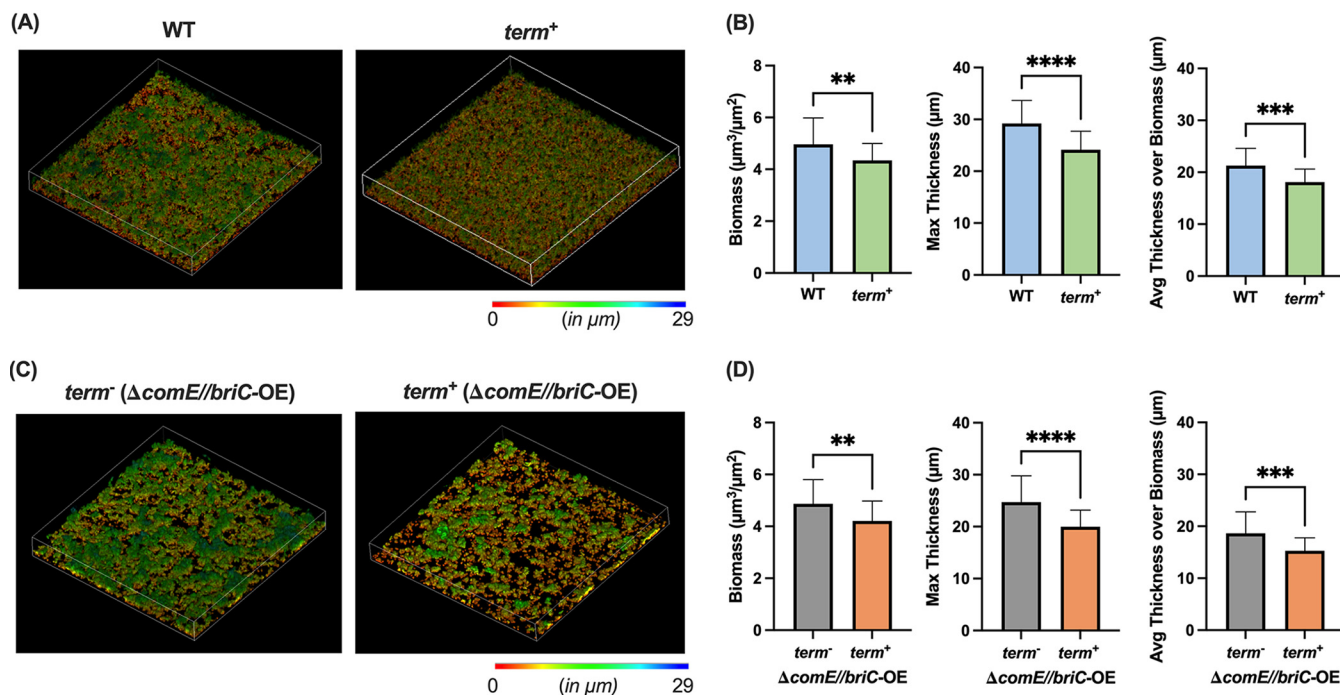 (A)
WT
term+
0
(in µm)
29
(B)
Biomass (µm³/µm²)
8
6
4
2
0
**
WT
term+
Max Thickness (µm)
40
30
20
10
0
****
WT
term+
Avg Thickness over Biomass (µm)
40
30
20
10
0
***
WT
term+
(C)
term- (ΔcomE//briC-OE)
term+ (ΔcomE//briC-OE)
0
(in µm)
29
(D)
Biomass (µm³/µm²)
8
6
4
2
0
**
term-
term+
ΔcomE//briC-OE
Max Thickness (µm)
40
30
20
10
0
****
term-
term+
ΔcomE//briC-OE
Avg Thickness over Biomass (µm)
40
30
20
10
0
***
term-
term+
ΔcomE//briC-OE